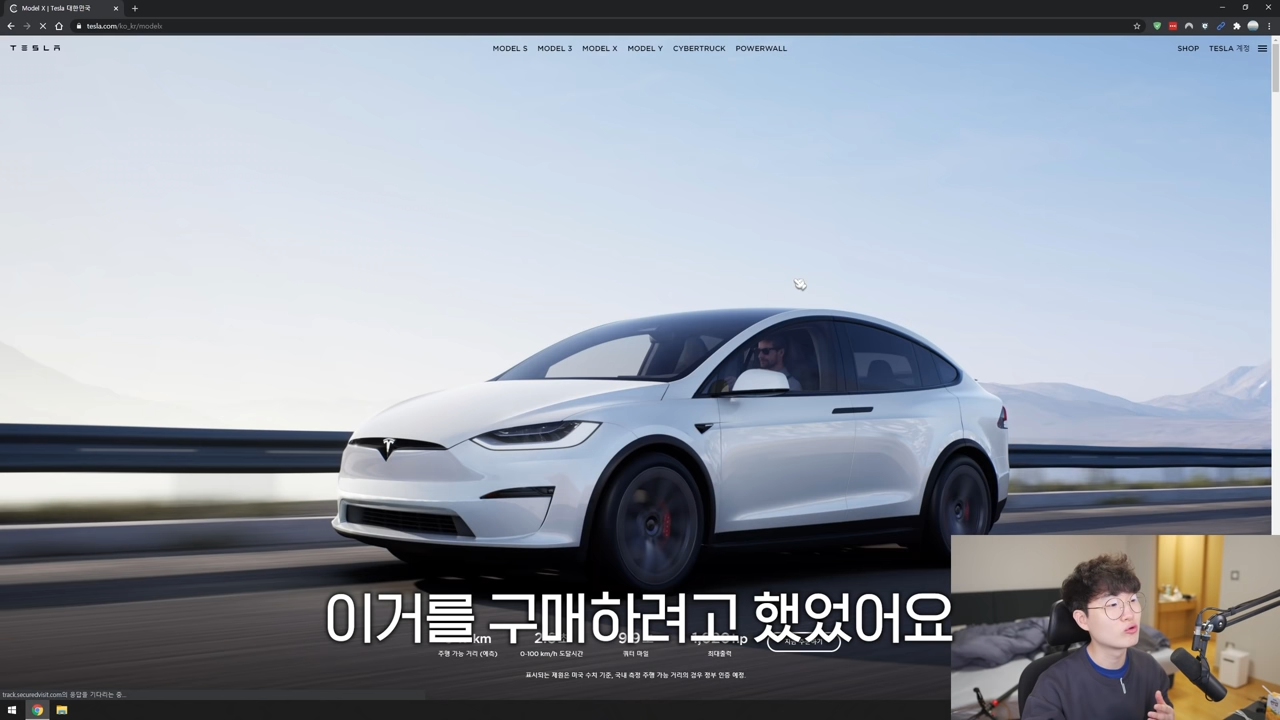 Model X | Tesla 대한민국
tesla.com/ko_kr/modelx
TESLA
MODEL S MODEL 3 MODEL X MODEL Y CYBERTRUCK POWERWALL
SHOP TESLA 계정
이거를 구매하려고 했었어요
km
주행 가능 거리 (예측) 0-100 km/h 도달시간 쿼터 마일 최대출력
표시되는 제원은 미국 수치 기준, 국내 측정 주행 가능 거리의 경우 정부 인증 예정.
track.securedvisit.com의 응답을 기다리는 중...